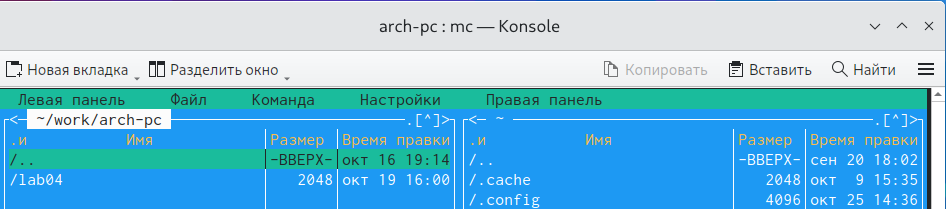 arch-pc : mc — Konsole
Новая вкладка Разделить окно Копировать Вставить Найти
Левая панель Файл Команда Настройки Правая панель
<— ~/work/arch-pc .[^]> <— ~ .[^]>
.и Имя Размер Время правки .и Имя Размер Время правки
/.. -ВВЕРХ- окт 16 19:14 /.. -ВВЕРХ- сен 20 18:02
/lab04 2048 окт 19 16:00 /.cache 2048 окт 9 15:35
/.config 4096 окт 25 14:36